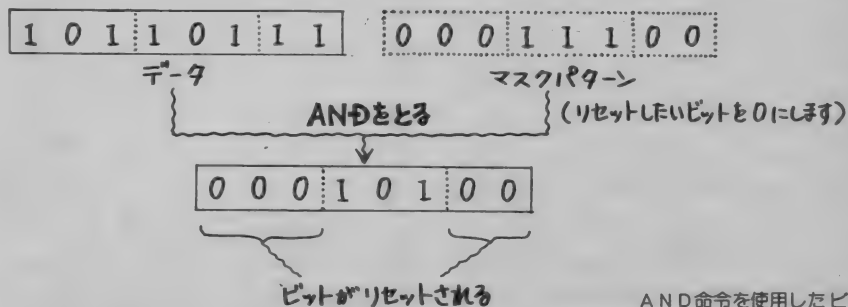 1 0 1 1 0 1 1 1 0 0 0 1 1 1 0 0
データ マスクパターン
ANDをとる (リセットしたいビットを0にします)
0 0 0 1 0 1 0 0
ビットがリセットされる
AND命令を使用したビ